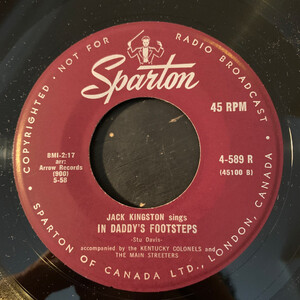 COPYRIGHTED · NOT FOR RADIO BROADCAST
Sparton
45 RPM
BMI-2:17
arr:
Arrow Records
(900)
S-58
4-589 R
(45100 B)
JACK KINGSTON sings
IN DADDY'S FOOTSTEPS
-Stu Davis-
accompanied by the KENTUCKY COLONELS and
THE MAIN STREETERS
SPARTON OF CANADA LTD., LONDON, CANADA